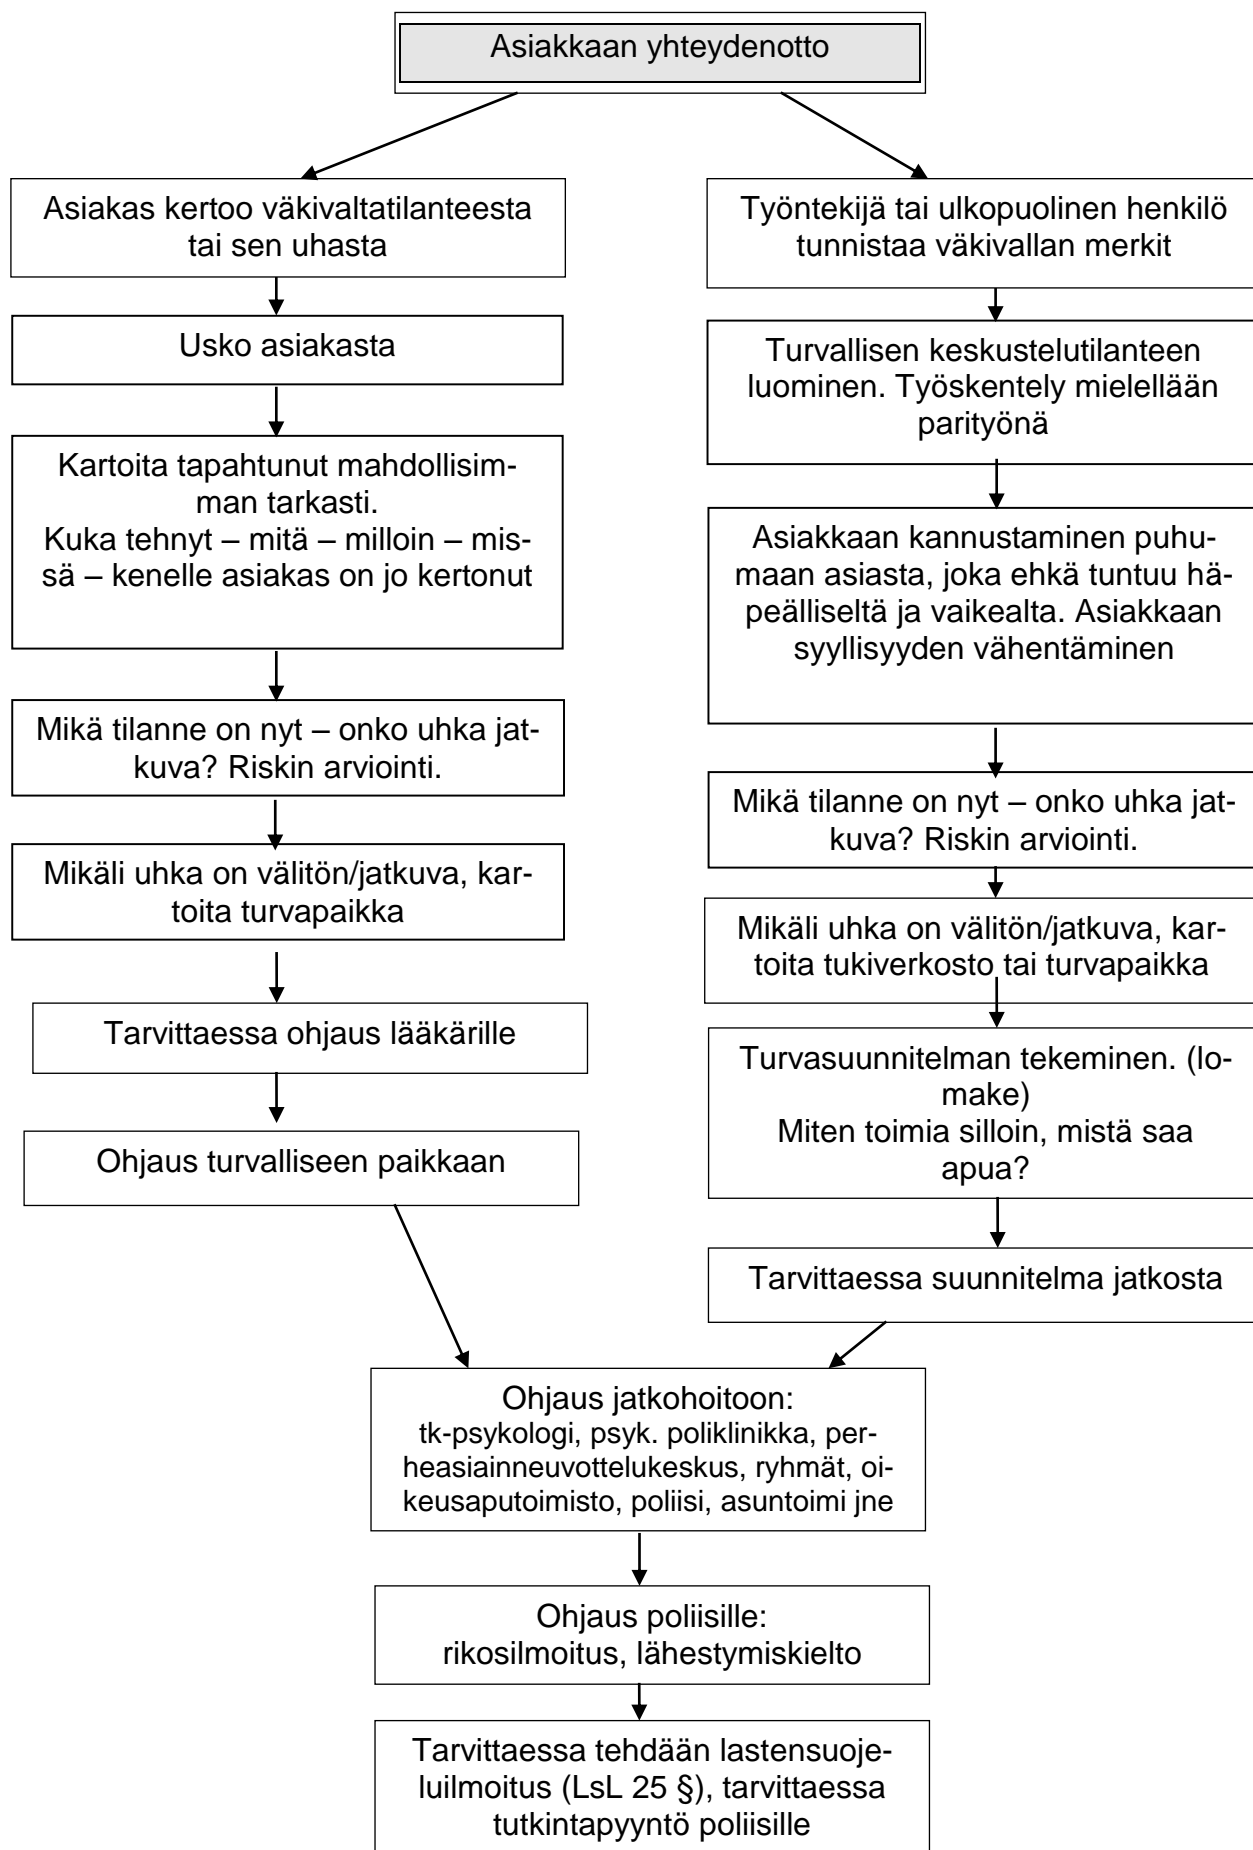 Asiakkaan yhteydenotto
Asiakas kertoo väkivaltatilanteesta
tai sen uhasta
Usko asiakasta
Kartoita tapahtunut mahdollisim-
man tarkasti.
Kuka tehnyt – mitä – milloin – mis-
sä – kenelle asiakas on jo kertonut
Mikä tilanne on nyt – onko uhka jat-
kuva? Riskin arviointi.
Mikäli uhka on välitön/jatkuva, kar-
toita turvapaikka
Tarvittaessa ohjaus lääkärille
Ohjaus turvalliseen paikkaan
Työntekijä tai ulkopuolinen henkilö
tunnistaa väkivallan merkit
Turvallisen keskustelutilanteen
luominen. Työskentely mielellään
parityönä
Asiakkaan kannustaminen puhu-
maan asiasta, joka ehkä tuntuu hä-
peälliseltä ja vaikealta. Asiakkaan
syyllisyyden vähentäminen
Mikä tilanne on nyt – onko uhka jat-
kuva? Riskin arviointi.
Mikäli uhka on välitön/jatkuva, kar-
toita tukiverkosto tai turvapaikka
Turvasuunnitelman tekeminen. (lo-
make)
Miten toimia silloin, mistä saa
apua?
Tarvittaessa suunnitelma jatkosta
Ohjaus jatkohoitoon:
tk-psykologi, psyk. poliklinikka, per-
heasiainneuvottelukeskus, ryhmät, oi-
keusaputoimisto, poliisi, asuntoimi jne
Ohjaus poliisille:
rikosilmoitus, lähestymiskielto
Tarvittaessa tehdään lastensuoje-
luilmoitus (LsL 25 §), tarvittaessa
tutkintapyyntö poliisille